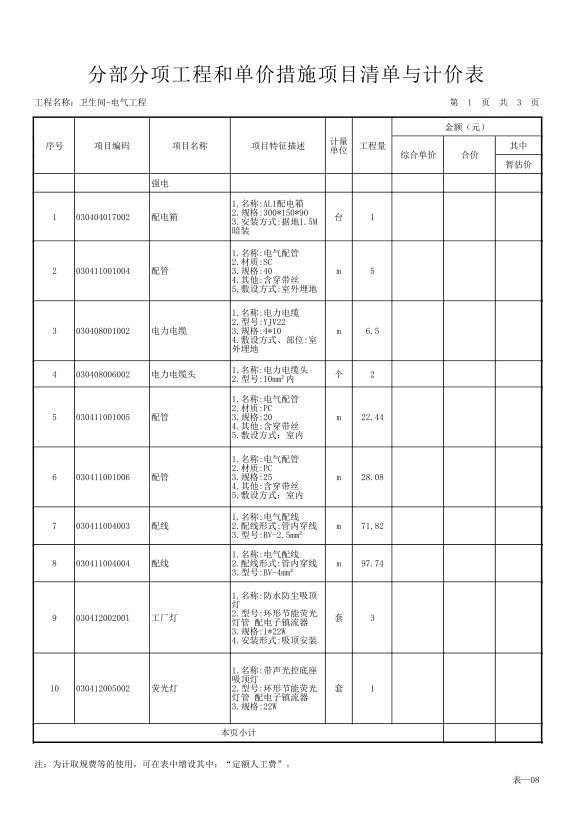 分部分项工程和单价措施项目清单与计价表
工程名称：卫生间-电气工程 第 1 页 共 3 页
序号 项目编码 项目名称 项目特征描述 计量单位 工程量 金额（元）
综合单价 合价 其中
暂估价
强电
1 030404017002 配电箱 1.名称:AL1配电箱
2.规格:300*150*90
3.安装方式:据地1.5M
暗装
台 1
2 030411001004 配管 1.名称:电气配管
2.材质:SC
3.规格:40
4.其他:含穿带丝
5.敷设方式:室外埋地
m 5
3 030408001002 电力电缆 1.名称:电力电缆
2.型号:YJV22
3.规格:4*10
4.敷设方式、部位:室
外埋地
m 6.5
4 030408006002 电力电缆头 1.名称:电力电缆头
2.型号:10mm²内
个 2
5 030411001005 配管 1.名称:电气配管
2.材质:PC
3.规格:20
4.其他:含穿带丝
5.敷设方式：室内
m 22.44
6 030411001006 配管 1.名称:电气配管
2.材质:PC
3.规格:25
4.其他:含穿带丝
5.敷设方式：室内
m 28.08
7 030411004003 配线 1.名称:电气配线
2.配线形式:管内穿线
3.型号:BV-2.5mm²
m 71.82
8 030411004004 配线 1.名称:电气配线
2.配线形式:管内穿线
3.型号:BV-4mm²
m 97.74
9 030412002001 工厂灯 1.名称:防水防尘吸顶
灯
2.型号:环形节能荧光
灯管 配电子镇流器
3.规格:1*22W
4.安装形式:吸顶安装
套 3
10 030412005002 荧光灯 1.名称:带声光控底座
吸顶灯
2.型号:环形节能荧光
灯管 配电子镇流器
3.规格:22W
套 1
本页小计
注：为计取规费等的使用，可在表中增设其中：“定额人工费”。
表—08